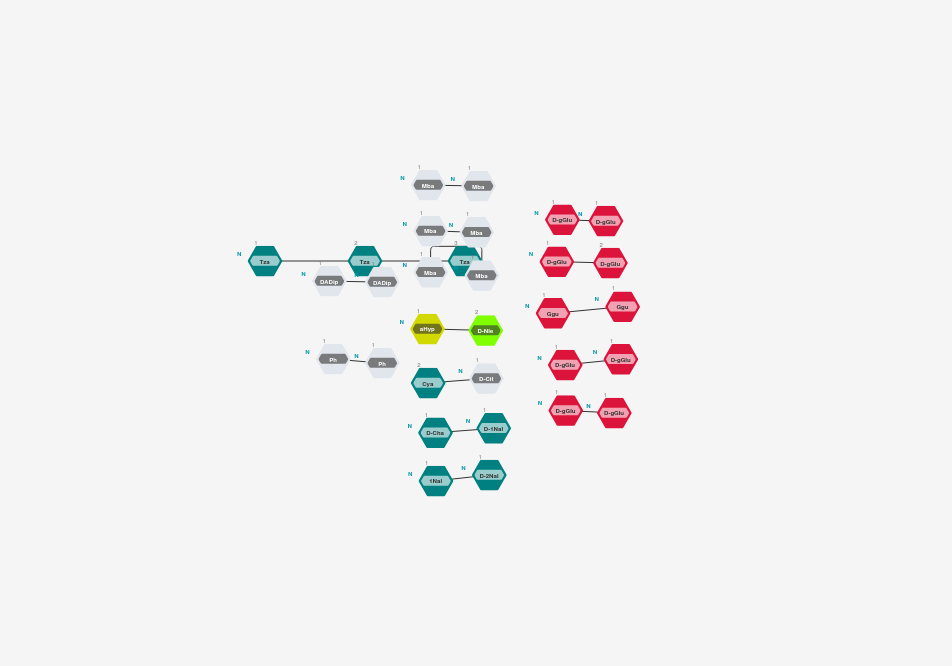 1 1
N Mba N Mba
1 1
N Mba N Mba
1 1
N D-gGlu N D-gGlu
1 2 3
N Tza Tza Tza
1
N Mba Mba
1 2
N D-gGlu D-gGlu
1
N DADip DADip
1 1
N Ggu N Ggu
1 2
N aHyp D-Nle
1 1
N Ph N Ph
1 1
N D-gGlu N D-gGlu
2 1
Cya N D-Cit
1 1
N D-gGlu N D-gGlu
1 1
N D-Cha N D-1Nal
1 1
N 1Nal N D-2Nal